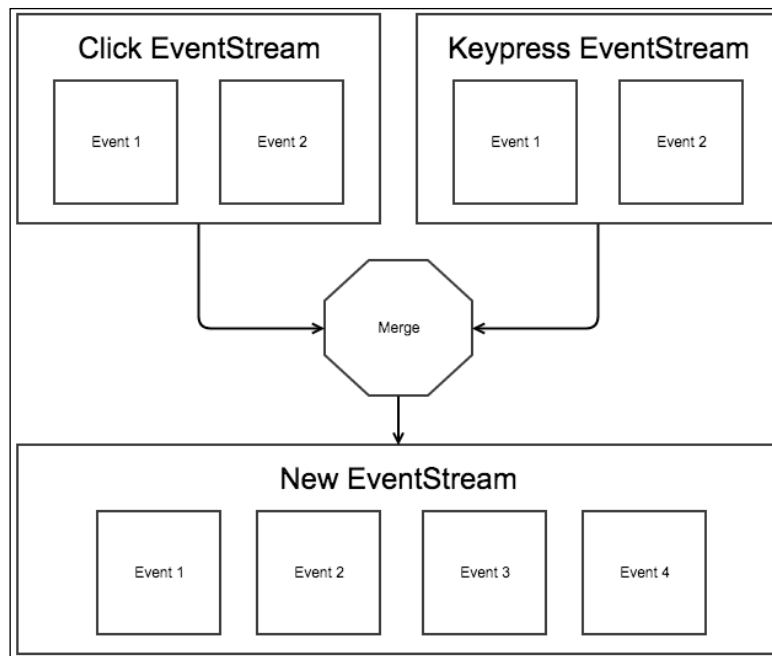 Click EventStream
Keypress EventStream
Event 1
Event 2
Event 1
Event 2
Merge
New EventStream
Event 1
Event 2
Event 3
Event 4